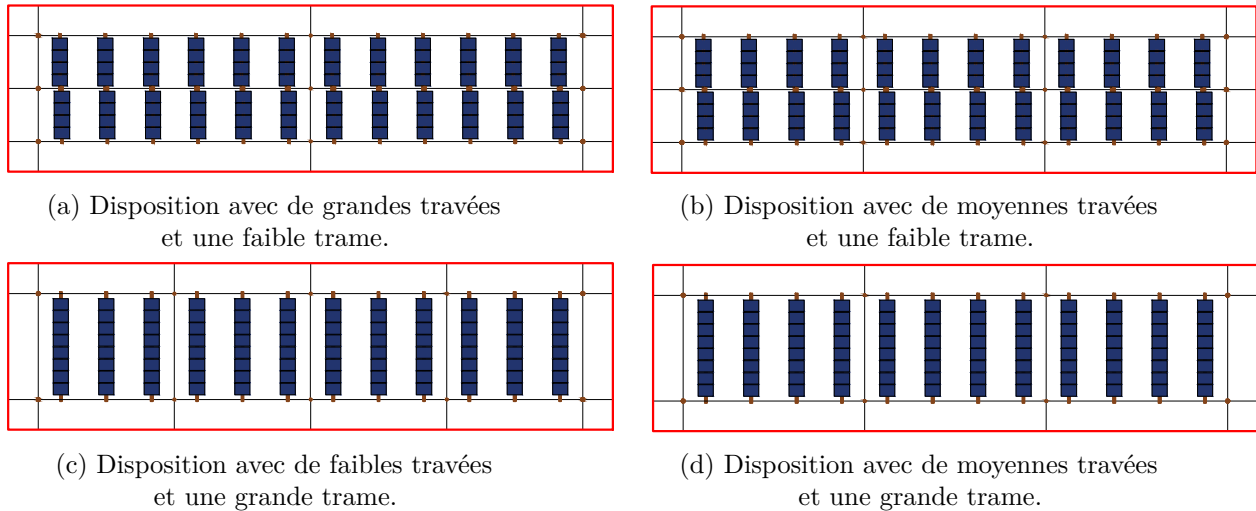 (a) Disposition avec de grandes travées
et une faible trame.
(b) Disposition avec de moyennes travées
et une faible trame.
(c) Disposition avec de faibles travées
et une grande trame.
(d) Disposition avec de moyennes travées
et une grande trame.